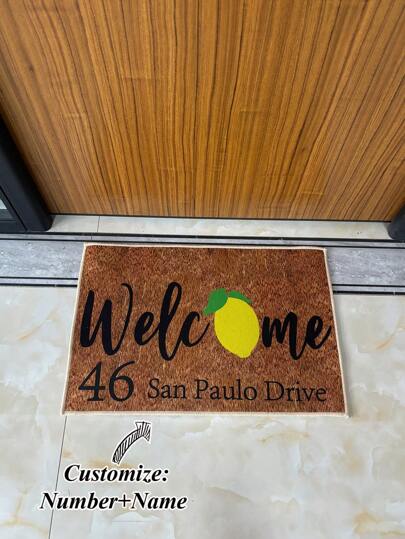 Welcome
46 San Paulo Drive
Customize:
Number+Name